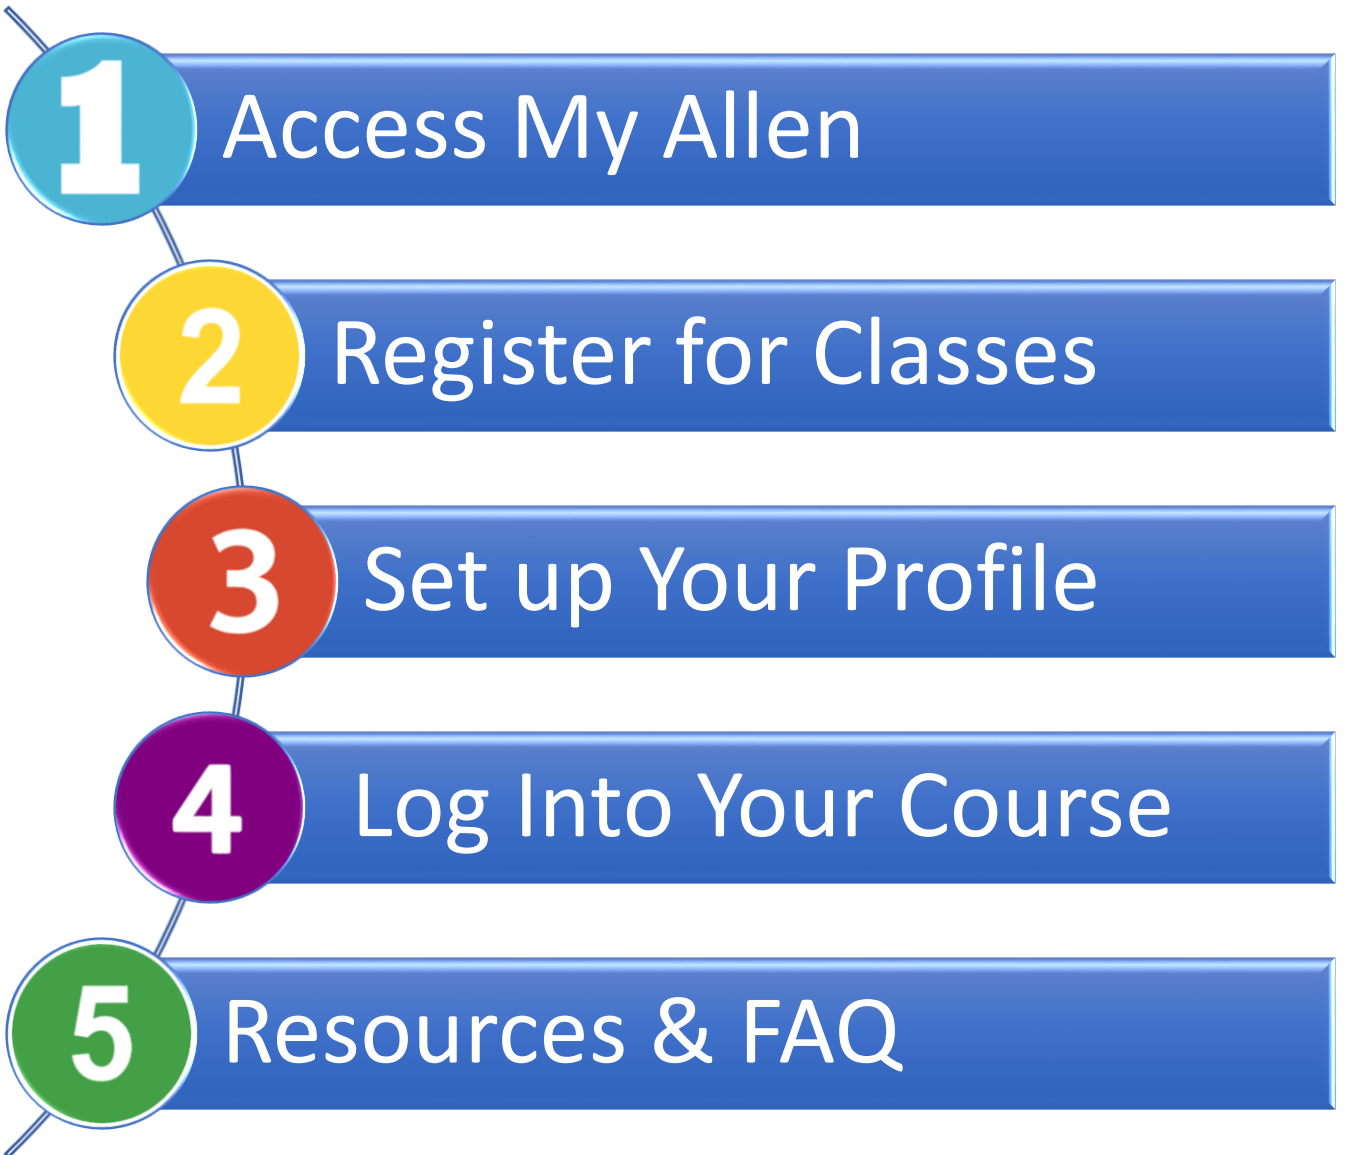 1 Access My Allen
2 Register for Classes
3 Set up Your Profile
4 Log Into Your Course
5 Resources & FAQ